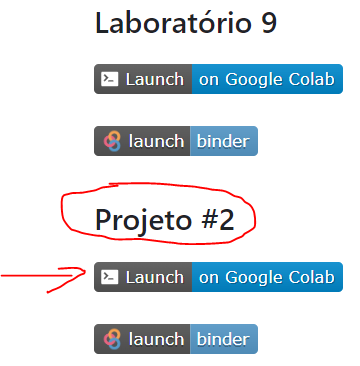 Laboratório 9
Launch on Google Colab
launch binder
Projeto #2
Launch on Google Colab
launch binder